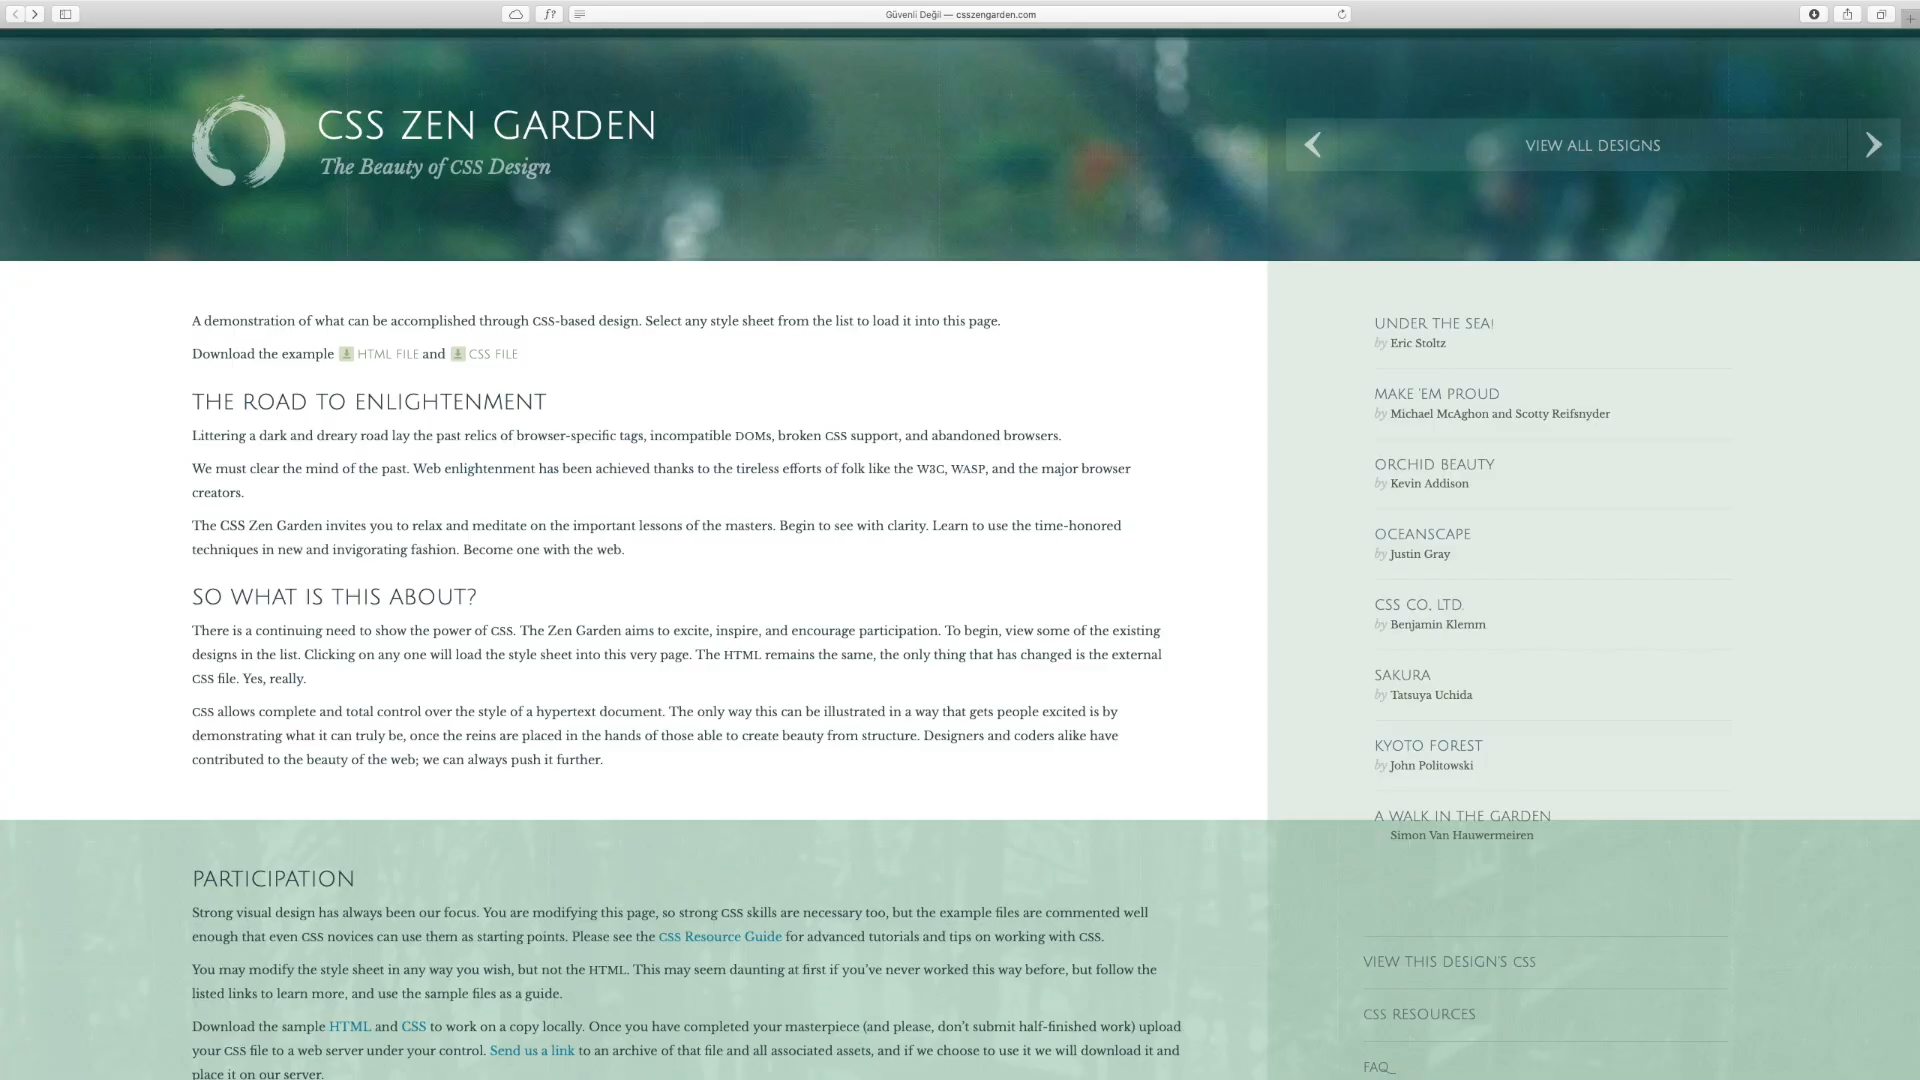 Güvenli Değil — csszengarden.com
CSS ZEN GARDEN
The Beauty of CSS Design
VIEW ALL DESIGNS
A demonstration of what can be accomplished through CSS-based design. Select any style sheet from the list to load it into this page.
Download the example HTML FILE and CSS FILE
THE ROAD TO ENLIGHTENMENT
Littering a dark and dreary road lay the past relics of browser-specific tags, incompatible DOMs, broken CSS support, and abandoned browsers.
We must clear the mind of the past. Web enlightenment has been achieved thanks to the tireless efforts of folk like the W3C, WASP, and the major browser
creators.
The CSS Zen Garden invites you to relax and meditate on the important lessons of the masters. Begin to see with clarity. Learn to use the time-honored
techniques in new and invigorating fashion. Become one with the web.
SO WHAT IS THIS ABOUT?
There is a continuing need to show the power of CSS. The Zen Garden aims to excite, inspire, and encourage participation. To begin, view some of the existing
designs in the list. Clicking on any one will load the style sheet into this very page. The HTML remains the same, the only thing that has changed is the external
CSS file. Yes, really.
CSS allows complete and total control over the style of a hypertext document. The only way this can be illustrated in a way that gets people excited is by
demonstrating what it can truly be, once the reins are placed in the hands of those able to create beauty from structure. Designers and coders alike have
contributed to the beauty of the web; we can always push it further.
PARTICIPATION
Strong visual design has always been our focus. You are modifying this page, so strong CSS skills are necessary too, but the example files are commented well
enough that even CSS novices can use them as starting points. Please see the CSS Resource Guide for advanced tutorials and tips on working with CSS.
You may modify the style sheet in any way you wish, but not the HTML. This may seem daunting at first if you've never worked this way before, but follow the
listed links to learn more, and use the sample files as a guide.
Download the sample HTML and CSS to work on a copy locally. Once you have completed your masterpiece (and please, don't submit half-finished work) upload
your CSS file to a web server under your control. Send us a link to an archive of that file and all associated assets, and if we choose to use it we will download it and
place it on our server.
UNDER THE SEA!
by Eric Stoltz
MAKE 'EM PROUD
by Michael McAghon and Scotty Reifsnyder
ORCHID BEAUTY
by Kevin Addison
OCEANSCAPE
by Justin Gray
CSS CO., LTD.
by Benjamin Klemm
SAKURA
by Tatsuya Uchida
KYOTO FOREST
by John Politowski
A WALK IN THE GARDEN
Simon Van Hauwermeiren
VIEW THIS DESIGN'S CSS
CSS RESOURCES
FAQ